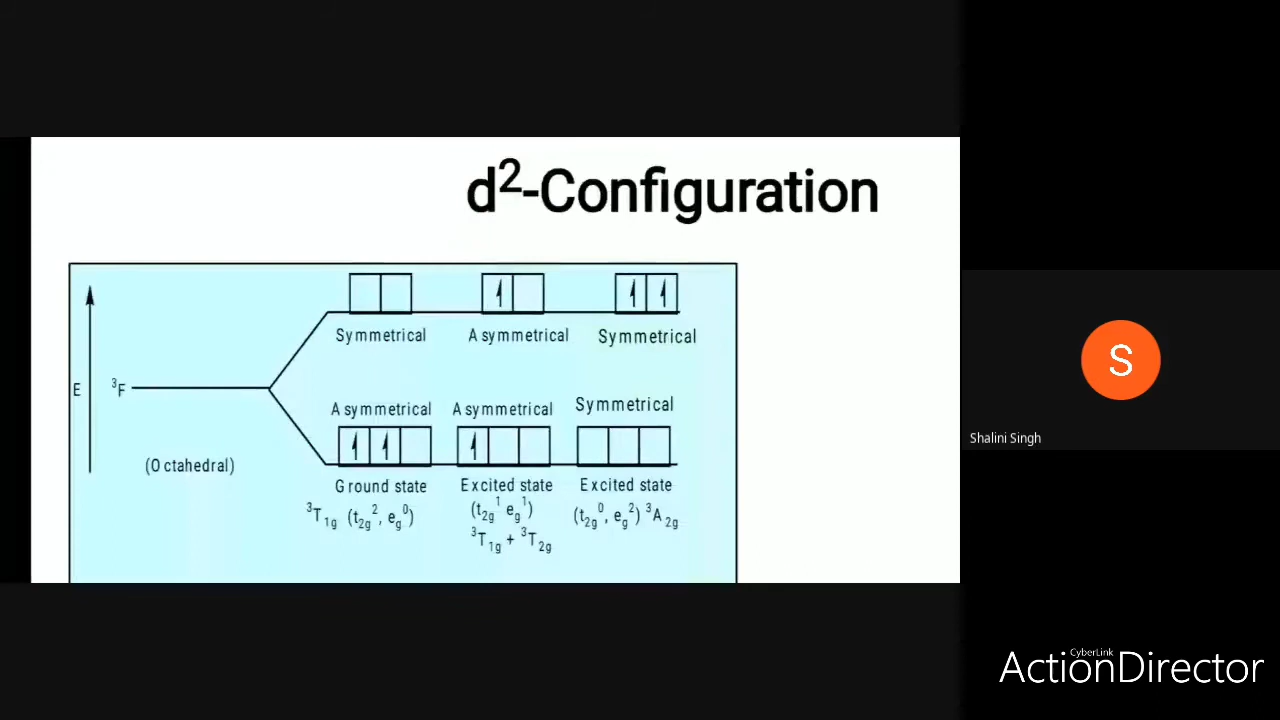 d²-Configuration
Symmetrical Asymmetrical Symmetrical
E ³F
Asymmetrical Asymmetrical Symmetrical
(Octahedral)
Ground state Excited state Excited state
³T₁g (t₂g², eg⁰) (t₂g¹ eg¹) (t₂g⁰, eg²) ³A₂g
³T₁g + ³T₂g
S
Shalini Singh
CyberLink
ActionDirector